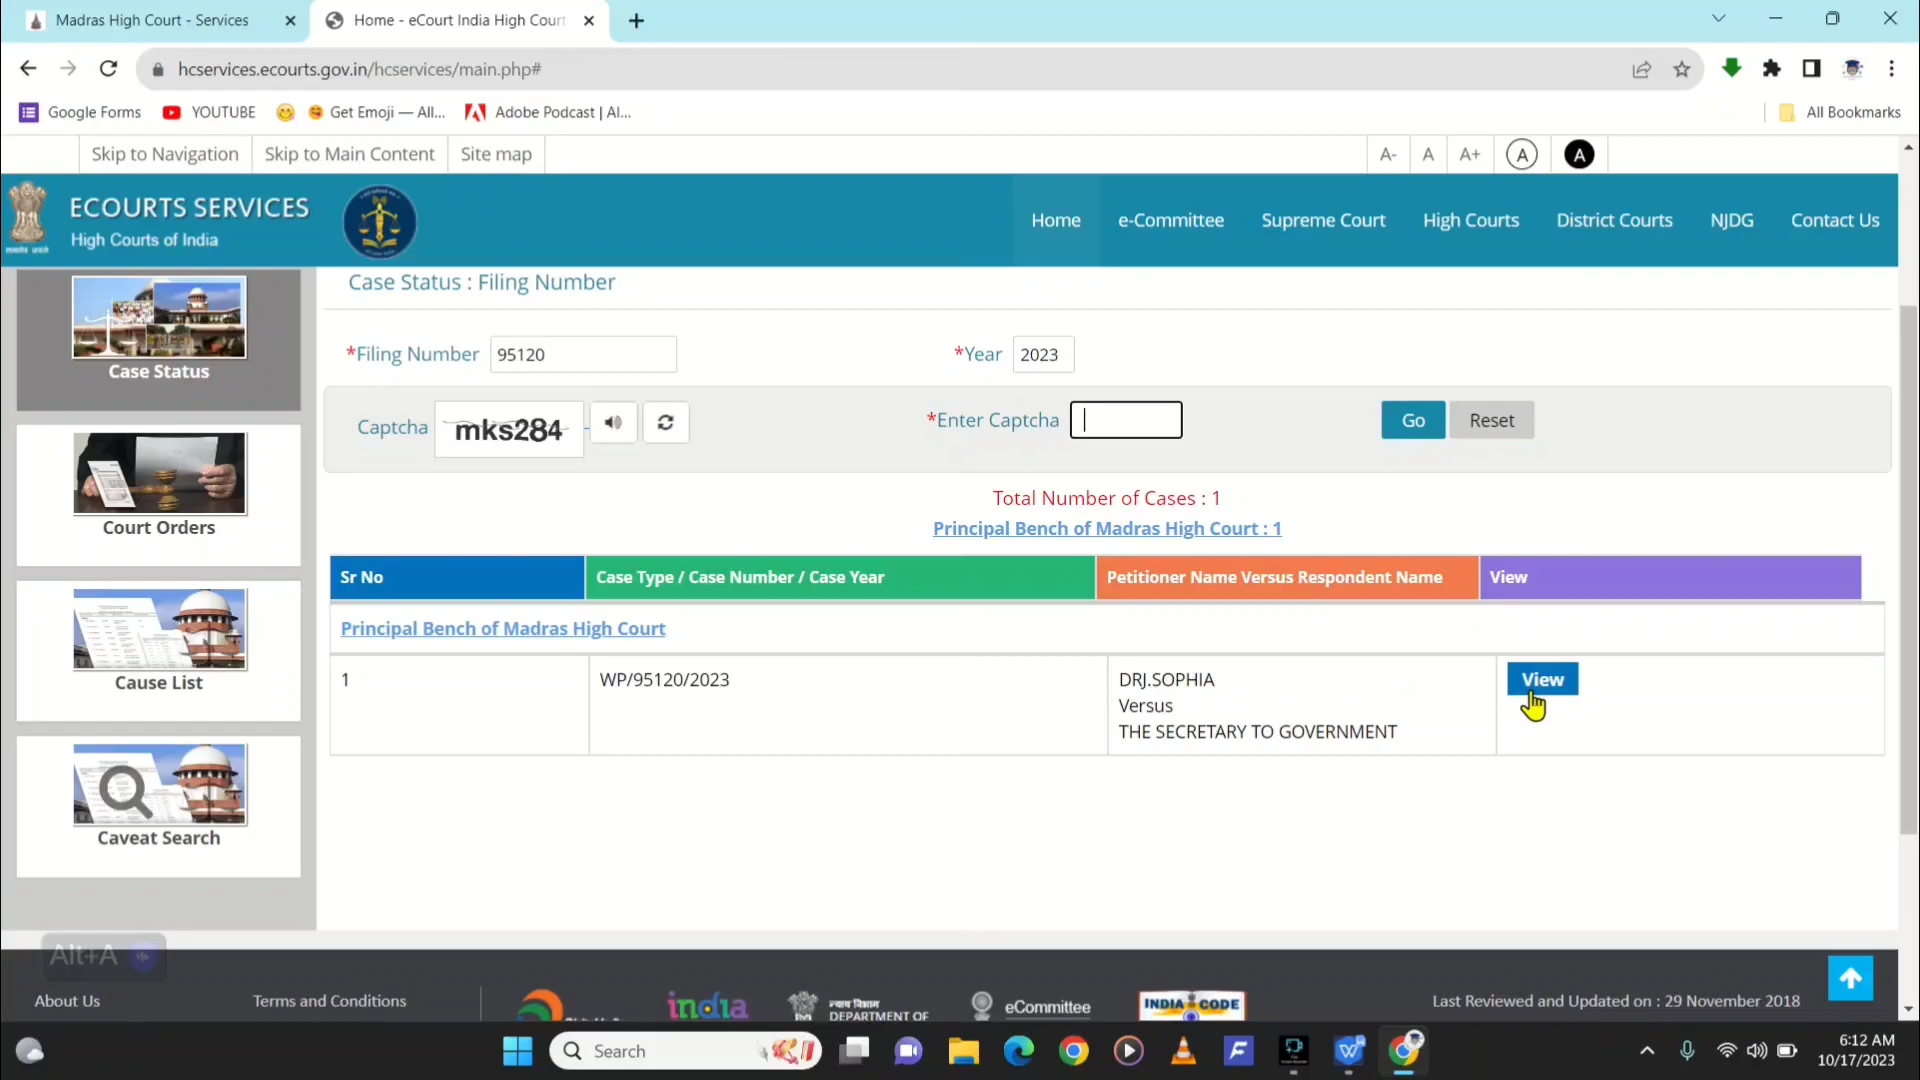 Madras High Court - Services
Home - eCourt India High Court
hcservices.ecourts.gov.in/hcservices/main.php#
Google Forms
YOUTUBE
Get Emoji — All...
Adobe Podcast | AI...
All Bookmarks
Skip to Navigation
Skip to Main Content
Site map
A-
A
A+
A
A
ECOURTS SERVICES
High Courts of India
Home
e-Committee
Supreme Court
High Courts
District Courts
NJDG
Contact Us
Case Status
Court Orders
Cause List
Caveat Search
Case Status : Filing Number
*Filing Number 95120
*Year 2023
Captcha mks284
*Enter Captcha
Go
Reset
Total Number of Cases : 1
Principal Bench of Madras High Court : 1
Sr No
Case Type / Case Number / Case Year
Petitioner Name Versus Respondent Name
View
Principal Bench of Madras High Court
1
WP/95120/2023
DRJ.SOPHIA
Versus
THE SECRETARY TO GOVERNMENT
View
Alt+A
About Us
Terms and Conditions
india
न्याय विभाग
DEPARTMENT OF
eCommittee
INDIA CODE
Last Reviewed and Updated on : 29 November 2018
Search
6:12 AM
10/17/2023